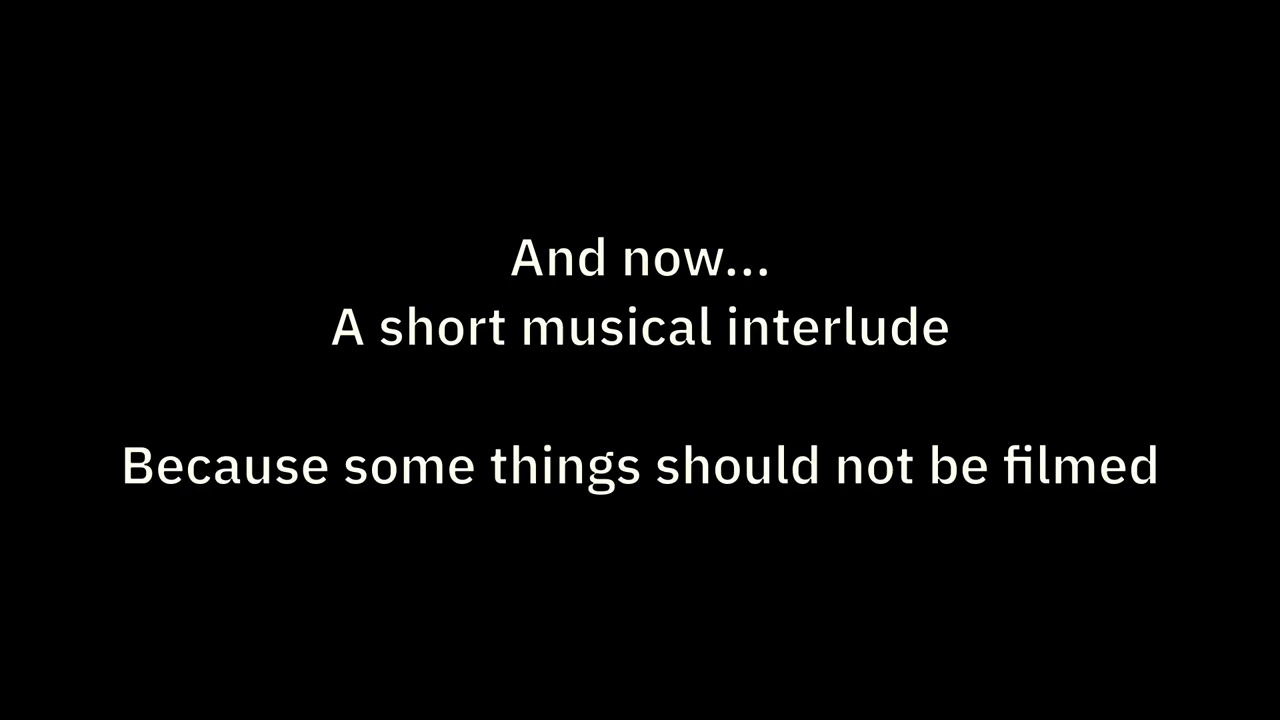 And now...
A short musical interlude
Because some things should not be filmed